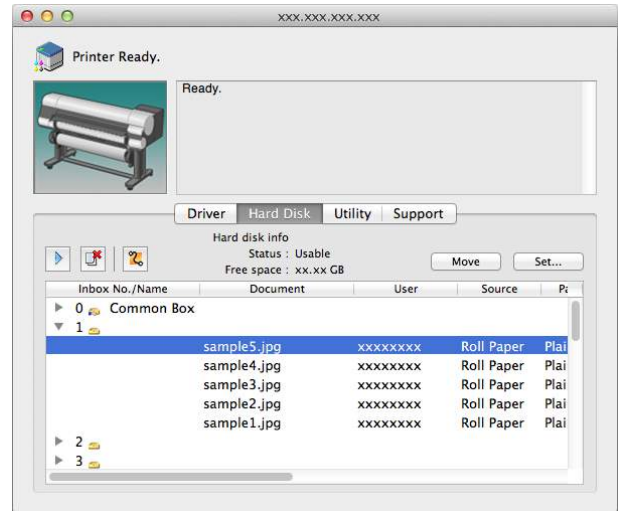 xxx.xxx.xxx.xxx
Printer Ready.
Ready.
Driver Hard Disk Utility Support
Hard disk info
Status : Usable
Free space : xx.xx GB
Move Set...
Inbox No./Name Document User Source Pa
0 Common Box
1
sample5.jpg xxxxxxxx Roll Paper Plai
sample4.jpg xxxxxxxx Roll Paper Plai
sample3.jpg xxxxxxxx Roll Paper Plai
sample2.jpg xxxxxxxx Roll Paper Plai
sample1.jpg xxxxxxxx Roll Paper Plai
2
3